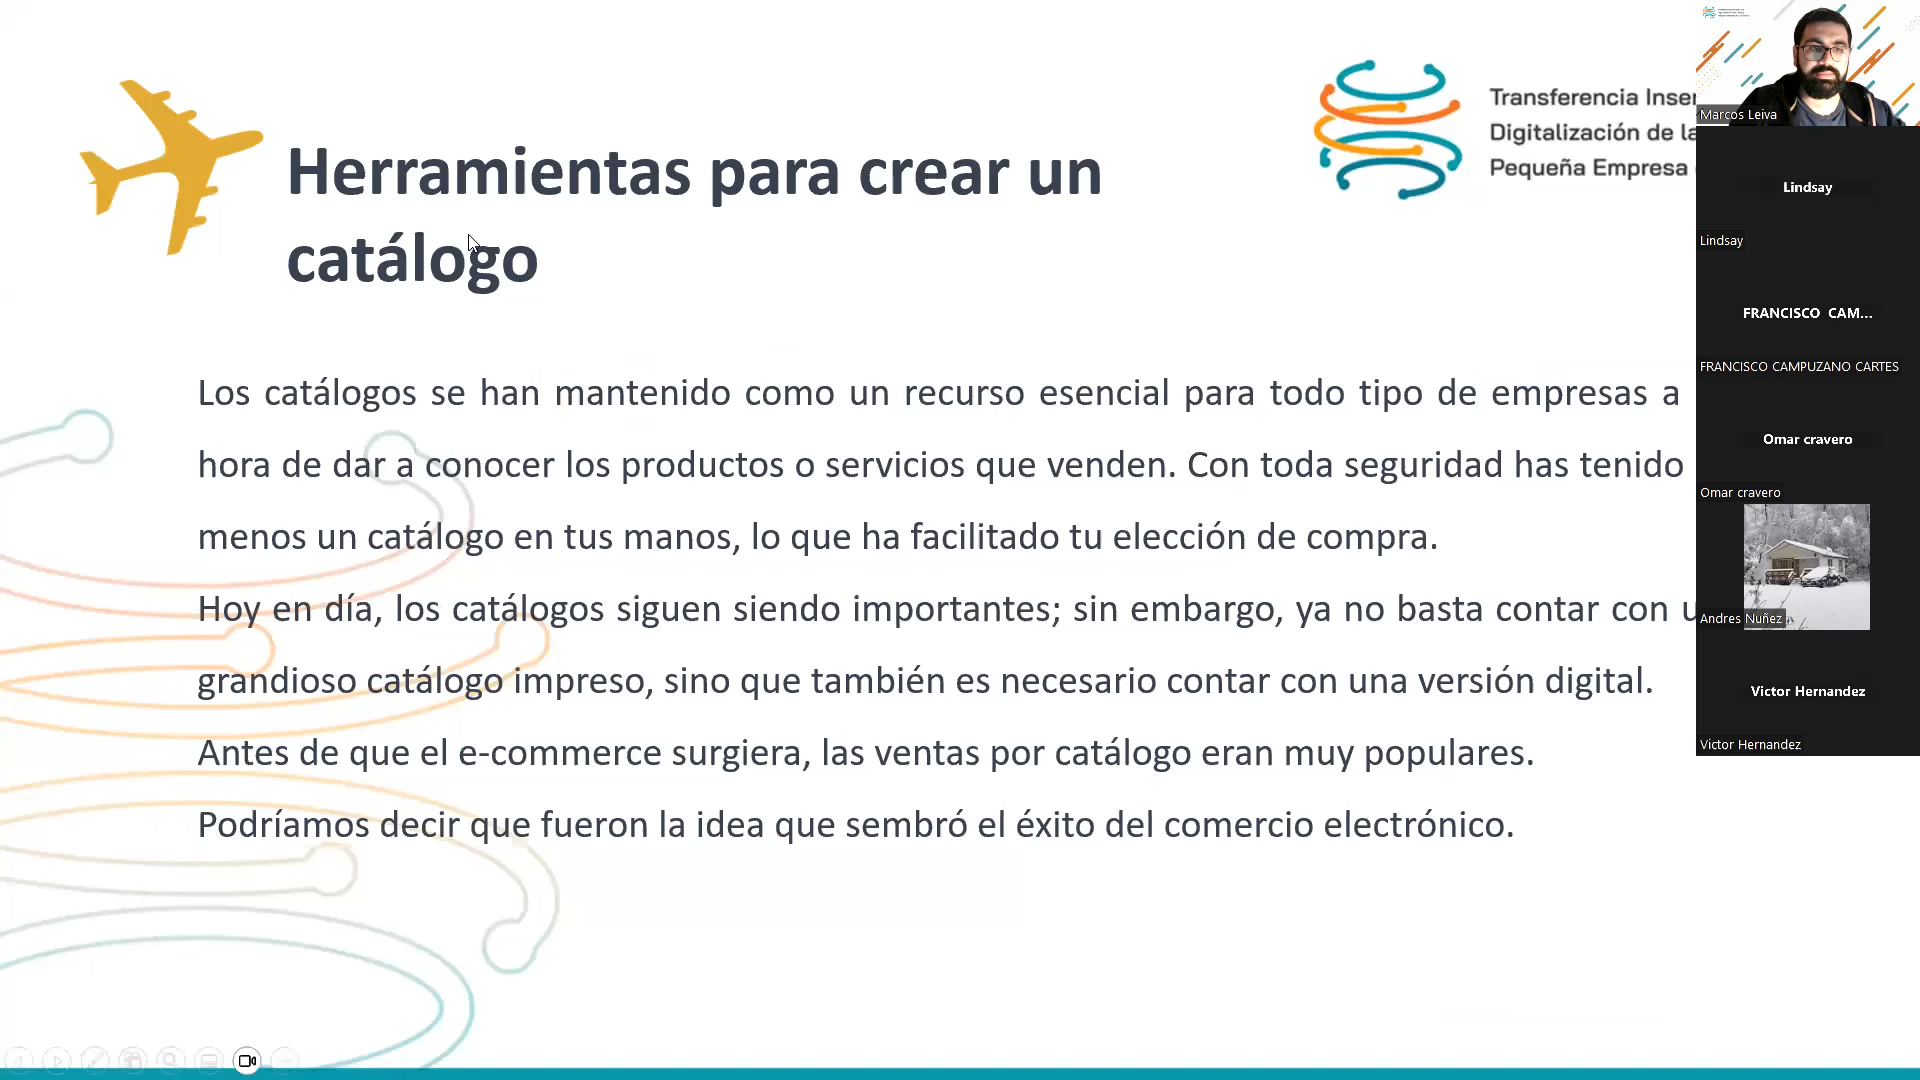 Herramientas para crear un
catálogo
Transferencia Inser
Digitalización de la
Pequeña Empresa
Los catálogos se han mantenido como un recurso esencial para todo tipo de empresas a
hora de dar a conocer los productos o servicios que venden. Con toda seguridad has tenido
menos un catálogo en tus manos, lo que ha facilitado tu elección de compra.
Hoy en día, los catálogos siguen siendo importantes; sin embargo, ya no basta contar con u
grandioso catálogo impreso, sino que también es necesario contar con una versión digital.
Antes de que el e-commerce surgiera, las ventas por catálogo eran muy populares.
Podríamos decir que fueron la idea que sembró el éxito del comercio electrónico.
Marcos Leiva
Lindsay
Lindsay
FRANCISCO CAM...
FRANCISCO CAMPUZANO CARTES
Omar cravero
Omar cravero
Andres Nuñez
Victor Hernandez
Victor Hernandez